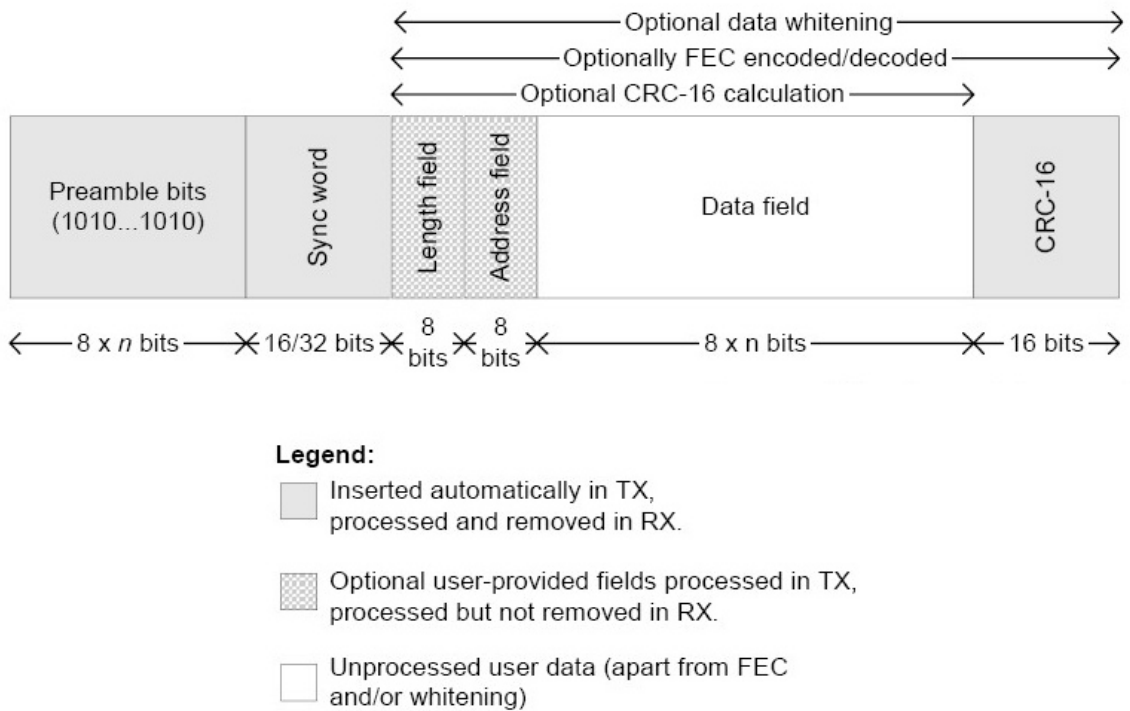 Optional data whitening
Optionally FEC encoded/decoded
Optional CRC-16 calculation
Preamble bits
(1010...1010)
Sync word
Length field
Address field
Data field
CRC-16
8 x n bits
16/32 bits
8
bits
8
bits
8 x n bits
16 bits
Legend:
Inserted automatically in TX,
processed and removed in RX.
Optional user-provided fields processed in TX,
processed but not removed in RX.
Unprocessed user data (apart from FEC
and/or whitening)